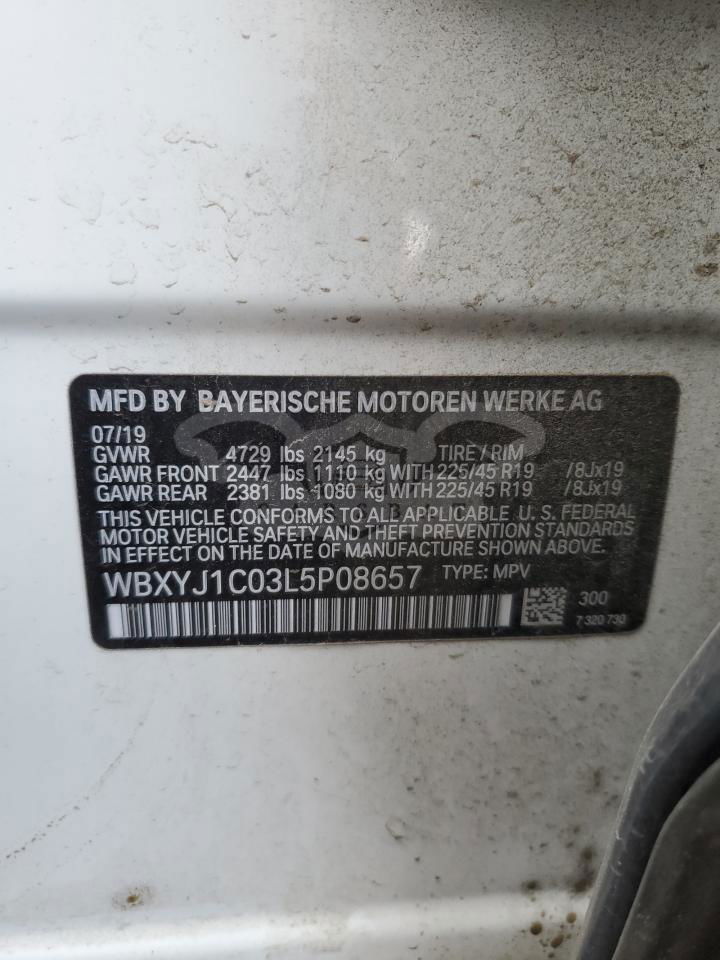 MFD BY BAYERISCHE MOTOREN WERKE AG
07/19
GVWR 4729 lbs 2145 kg TIRE / RIM
GAWR FRONT 2447 lbs 1110 kg WITH 225/45 R19 /8Jx19
GAWR REAR 2381 lbs 1080 kg WITH 225/45 R19 /8Jx19
THIS VEHICLE CONFORMS TO ALL APPLICABLE U.S. FEDERAL
MOTOR VEHICLE SAFETY AND THEFT PREVENTION STANDARDS
IN EFFECT ON THE DATE OF MANUFACTURE SHOWN ABOVE.
WBXYJ1C03L5P08657 TYPE: MPV
300
7 320 730